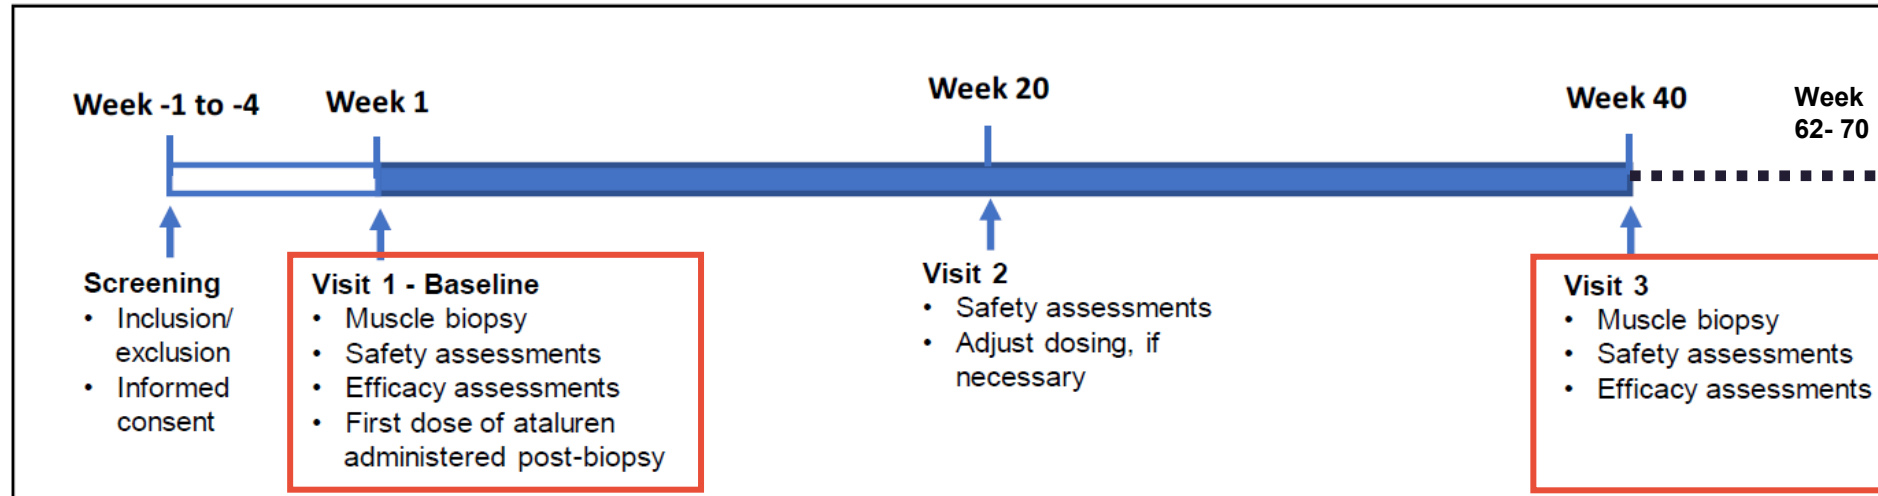 Week -1 to -4
Week 1
Week 20
Week 40
Week
62- 70
Screening
• Inclusion/
exclusion
• Informed
consent
Visit 1 - Baseline
• Muscle biopsy
• Safety assessments
• Efficacy assessments
• First dose of ataluren
administered post-biopsy
Visit 2
• Safety assessments
• Adjust dosing, if
necessary
Visit 3
• Muscle biopsy
• Safety assessments
• Efficacy assessments